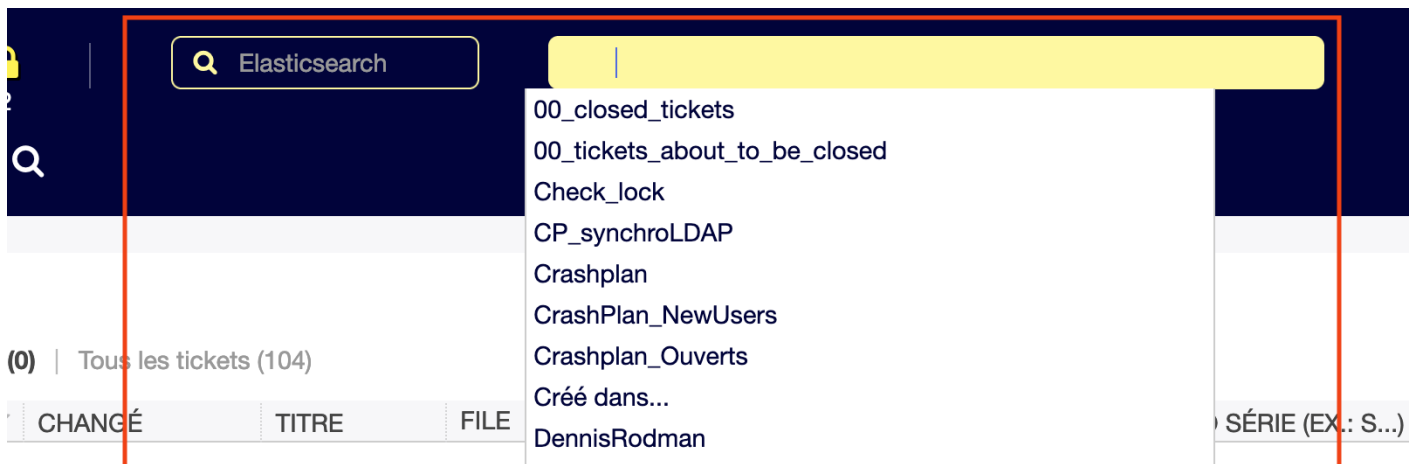 Elasticsearch
00_closed_tickets
00_tickets_about_to_be_closed
Check_lock
CP_synchroLDAP
Crashplan
CrashPlan_NewUsers
(0) | Tous les tickets (104)
Crashplan_Ouverts
Créé dans...
CHANGÉ TITRE FILE SÉRIE (EX.: S...)
DennisRodman